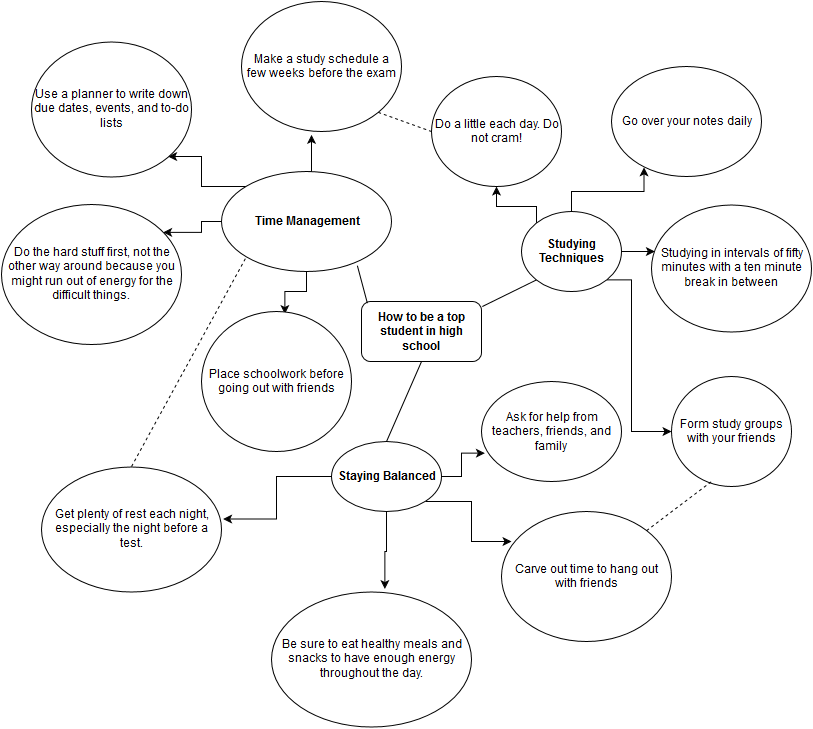 Make a study schedule a
few weeks before the exam
Use a planner to write down
due dates, events, and to-do
lists
Do a little each day. Do
not cram!
Go over your notes daily
Time Management
Studying
Techniques
Do the hard stuff first, not the
other way around because you
might run out of energy for the
difficult things.
Studying in intervals of fifty
minutes with a ten minute
break in between
How to be a top
student in high
school
Place schoolwork before
going out with friends
Ask for help from
teachers, friends, and
family
Form study groups
with your friends
Staying Balanced
Get plenty of rest each night,
especially the night before a
test.
Carve out time to hang out
with friends
Be sure to eat healthy meals and
snacks to have enough energy
throughout the day.